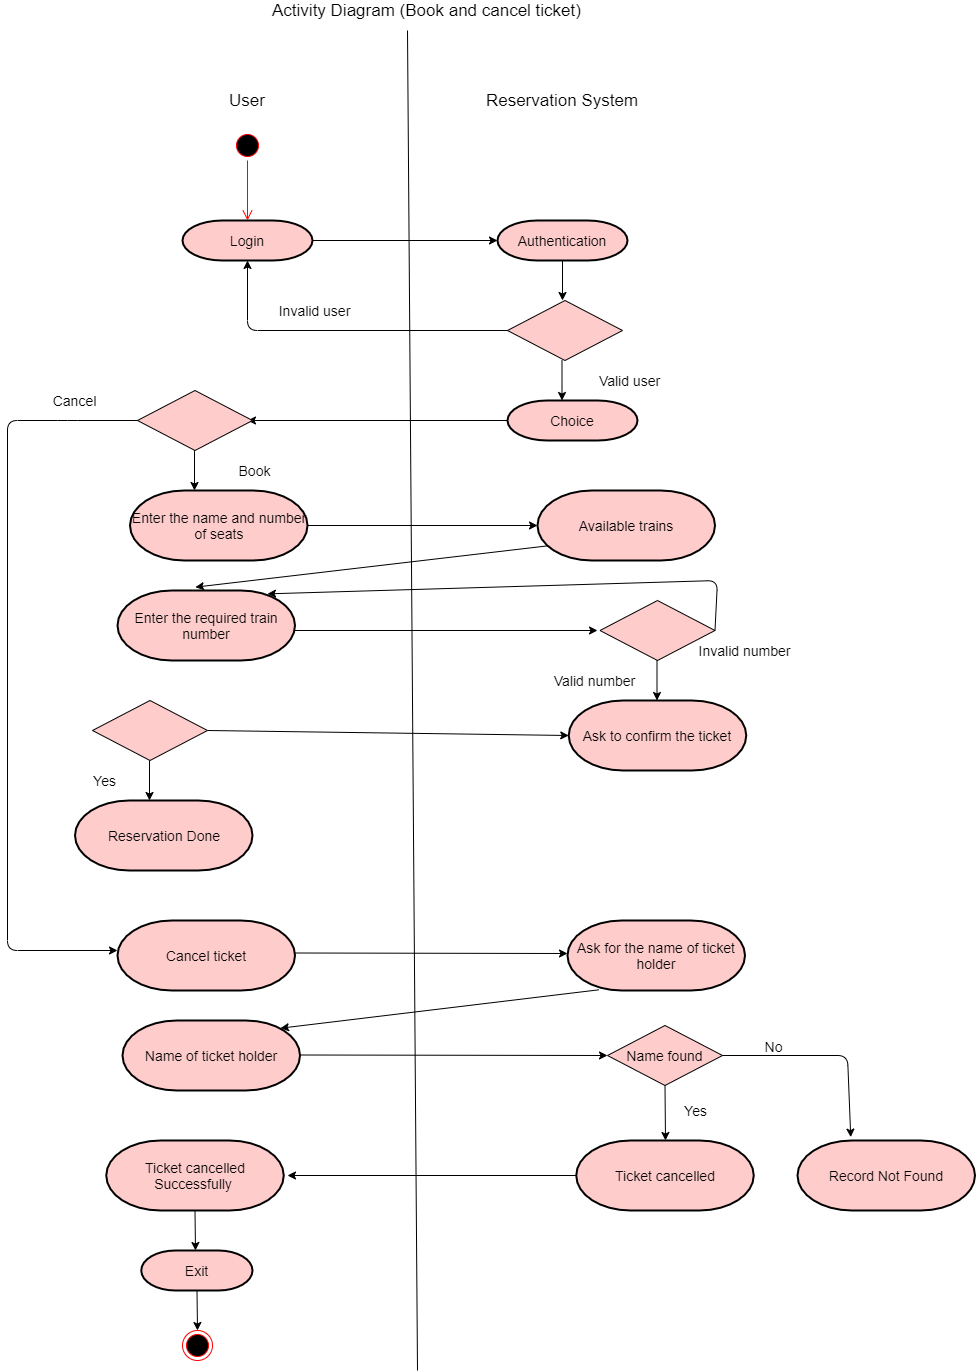 Activity Diagram (Book and cancel ticket)
User
Reservation System
Login
Authentication
Invalid user
Valid user
Cancel
Choice
Book
Enter the name and number
of seats
Available trains
Enter the required train
number
Invalid number
Valid number
Ask to confirm the ticket
Yes
Reservation Done
Cancel ticket
Ask for the name of ticket
holder
Name of ticket holder
Name found
No
Yes
Ticket cancelled
Successfully
Ticket cancelled
Record Not Found
Exit